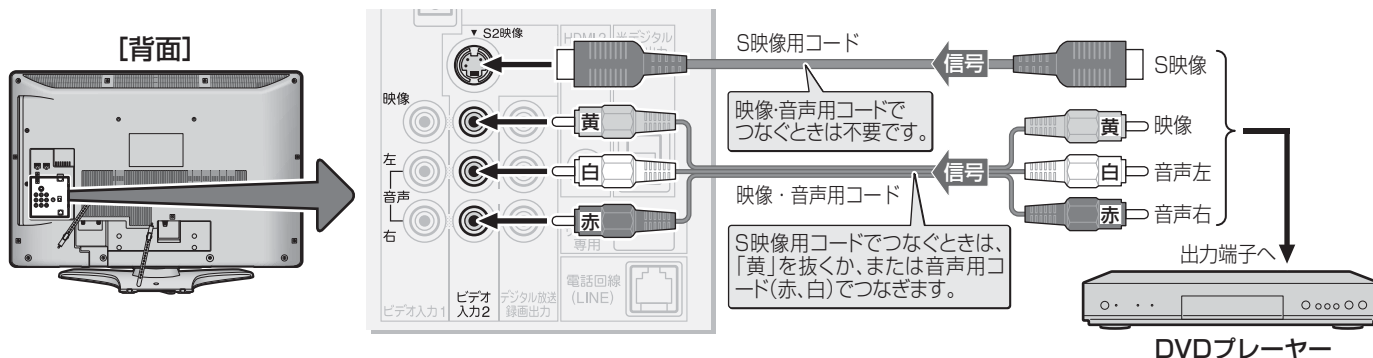 [背面]
▼ S2映像
HDMI 2
光デジタル
映像
左
音声
右
専用
電話回線
(LINE)
ビデオ入力1
ビデオ
入力2
デジタル放送
録画出力
黄
白
赤
S映像用コード
映像・音声用コードで
つなぐときは不要です。
信号
信号
映像・音声用コード
S映像用コードでつなぐときは、
「黄」を抜くか、または音声用コ
ード(赤、白)でつなぎます。
S映像
黄
映像
白
音声左
赤
音声右
出力端子へ
DVDプレーヤー